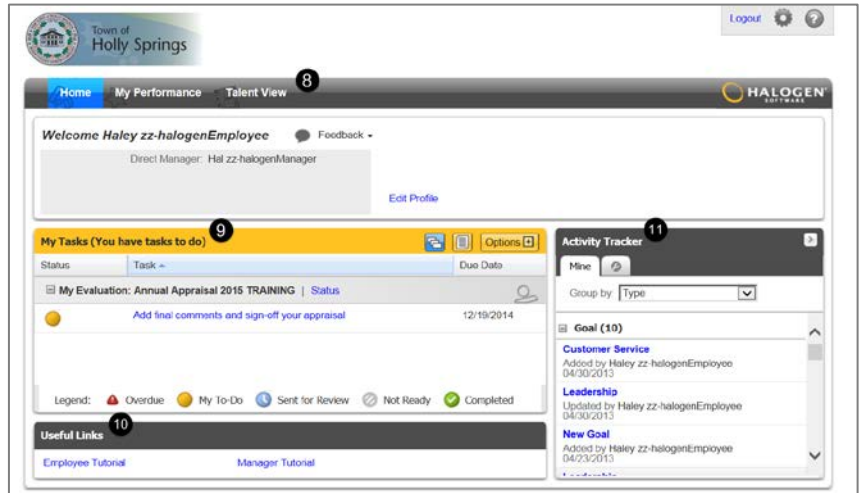 Town of
Holly Springs
Logout
Home My Performance Talent View 8
HALOGEN
SOFTWARE
Welcome Haley zz-halogenEmployee Feedback
Direct Manager: Hal zz-halogenManager
Edit Profile
My Tasks (You have tasks to do) 9 Options
Status Task Due Date
My Evaluation: Annual Appraisal 2015 TRAINING | Status
Add final comments and sign-off your appraisal 12/19/2014
Legend: Overdue My To-Do Sent for Review Not Ready Completed
Useful Links 10
Employee Tutorial Manager Tutorial
Activity Tracker 11
Mine
Group by: Type
Goal (10)
Customer Service
Added by Haley zz-halogenEmployee
04/30/2013
Leadership
Updated by Haley zz-halogenEmployee
04/30/2013
New Goal
Added by Haley zz-halogenEmployee
04/23/2013